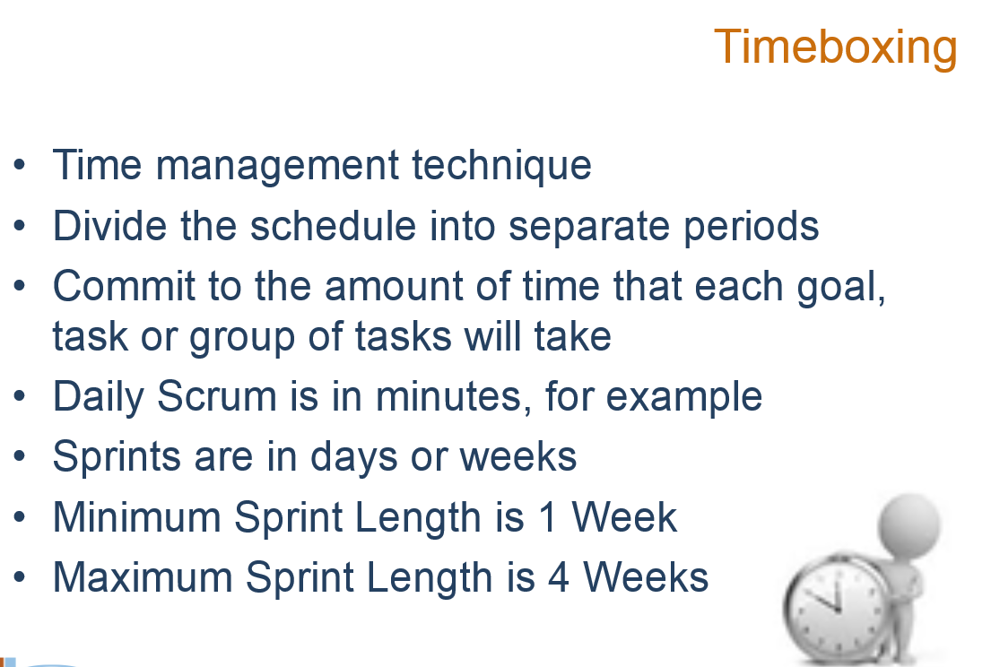 Timeboxing
• Time management technique
• Divide the schedule into separate periods
• Commit to the amount of time that each goal,
task or group of tasks will take
• Daily Scrum is in minutes, for example
• Sprints are in days or weeks
• Minimum Sprint Length is 1 Week
• Maximum Sprint Length is 4 Weeks